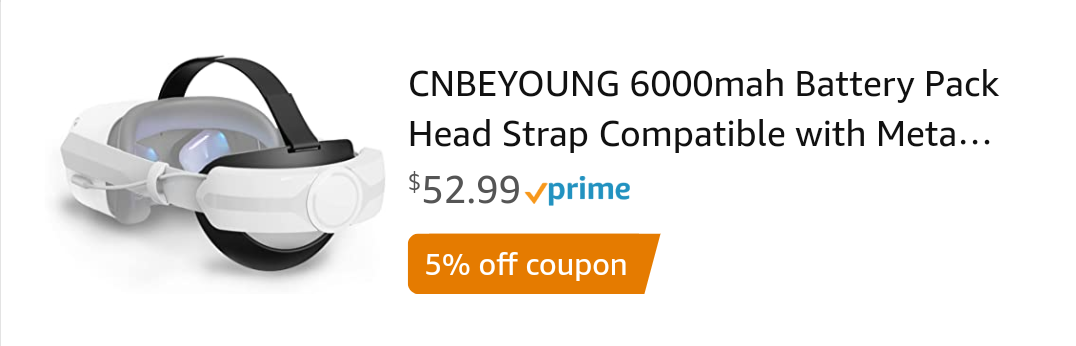 CNBEYOUNG 6000mah Battery Pack
Head Strap Compatible with Meta...
$52.99 prime
5% off coupon